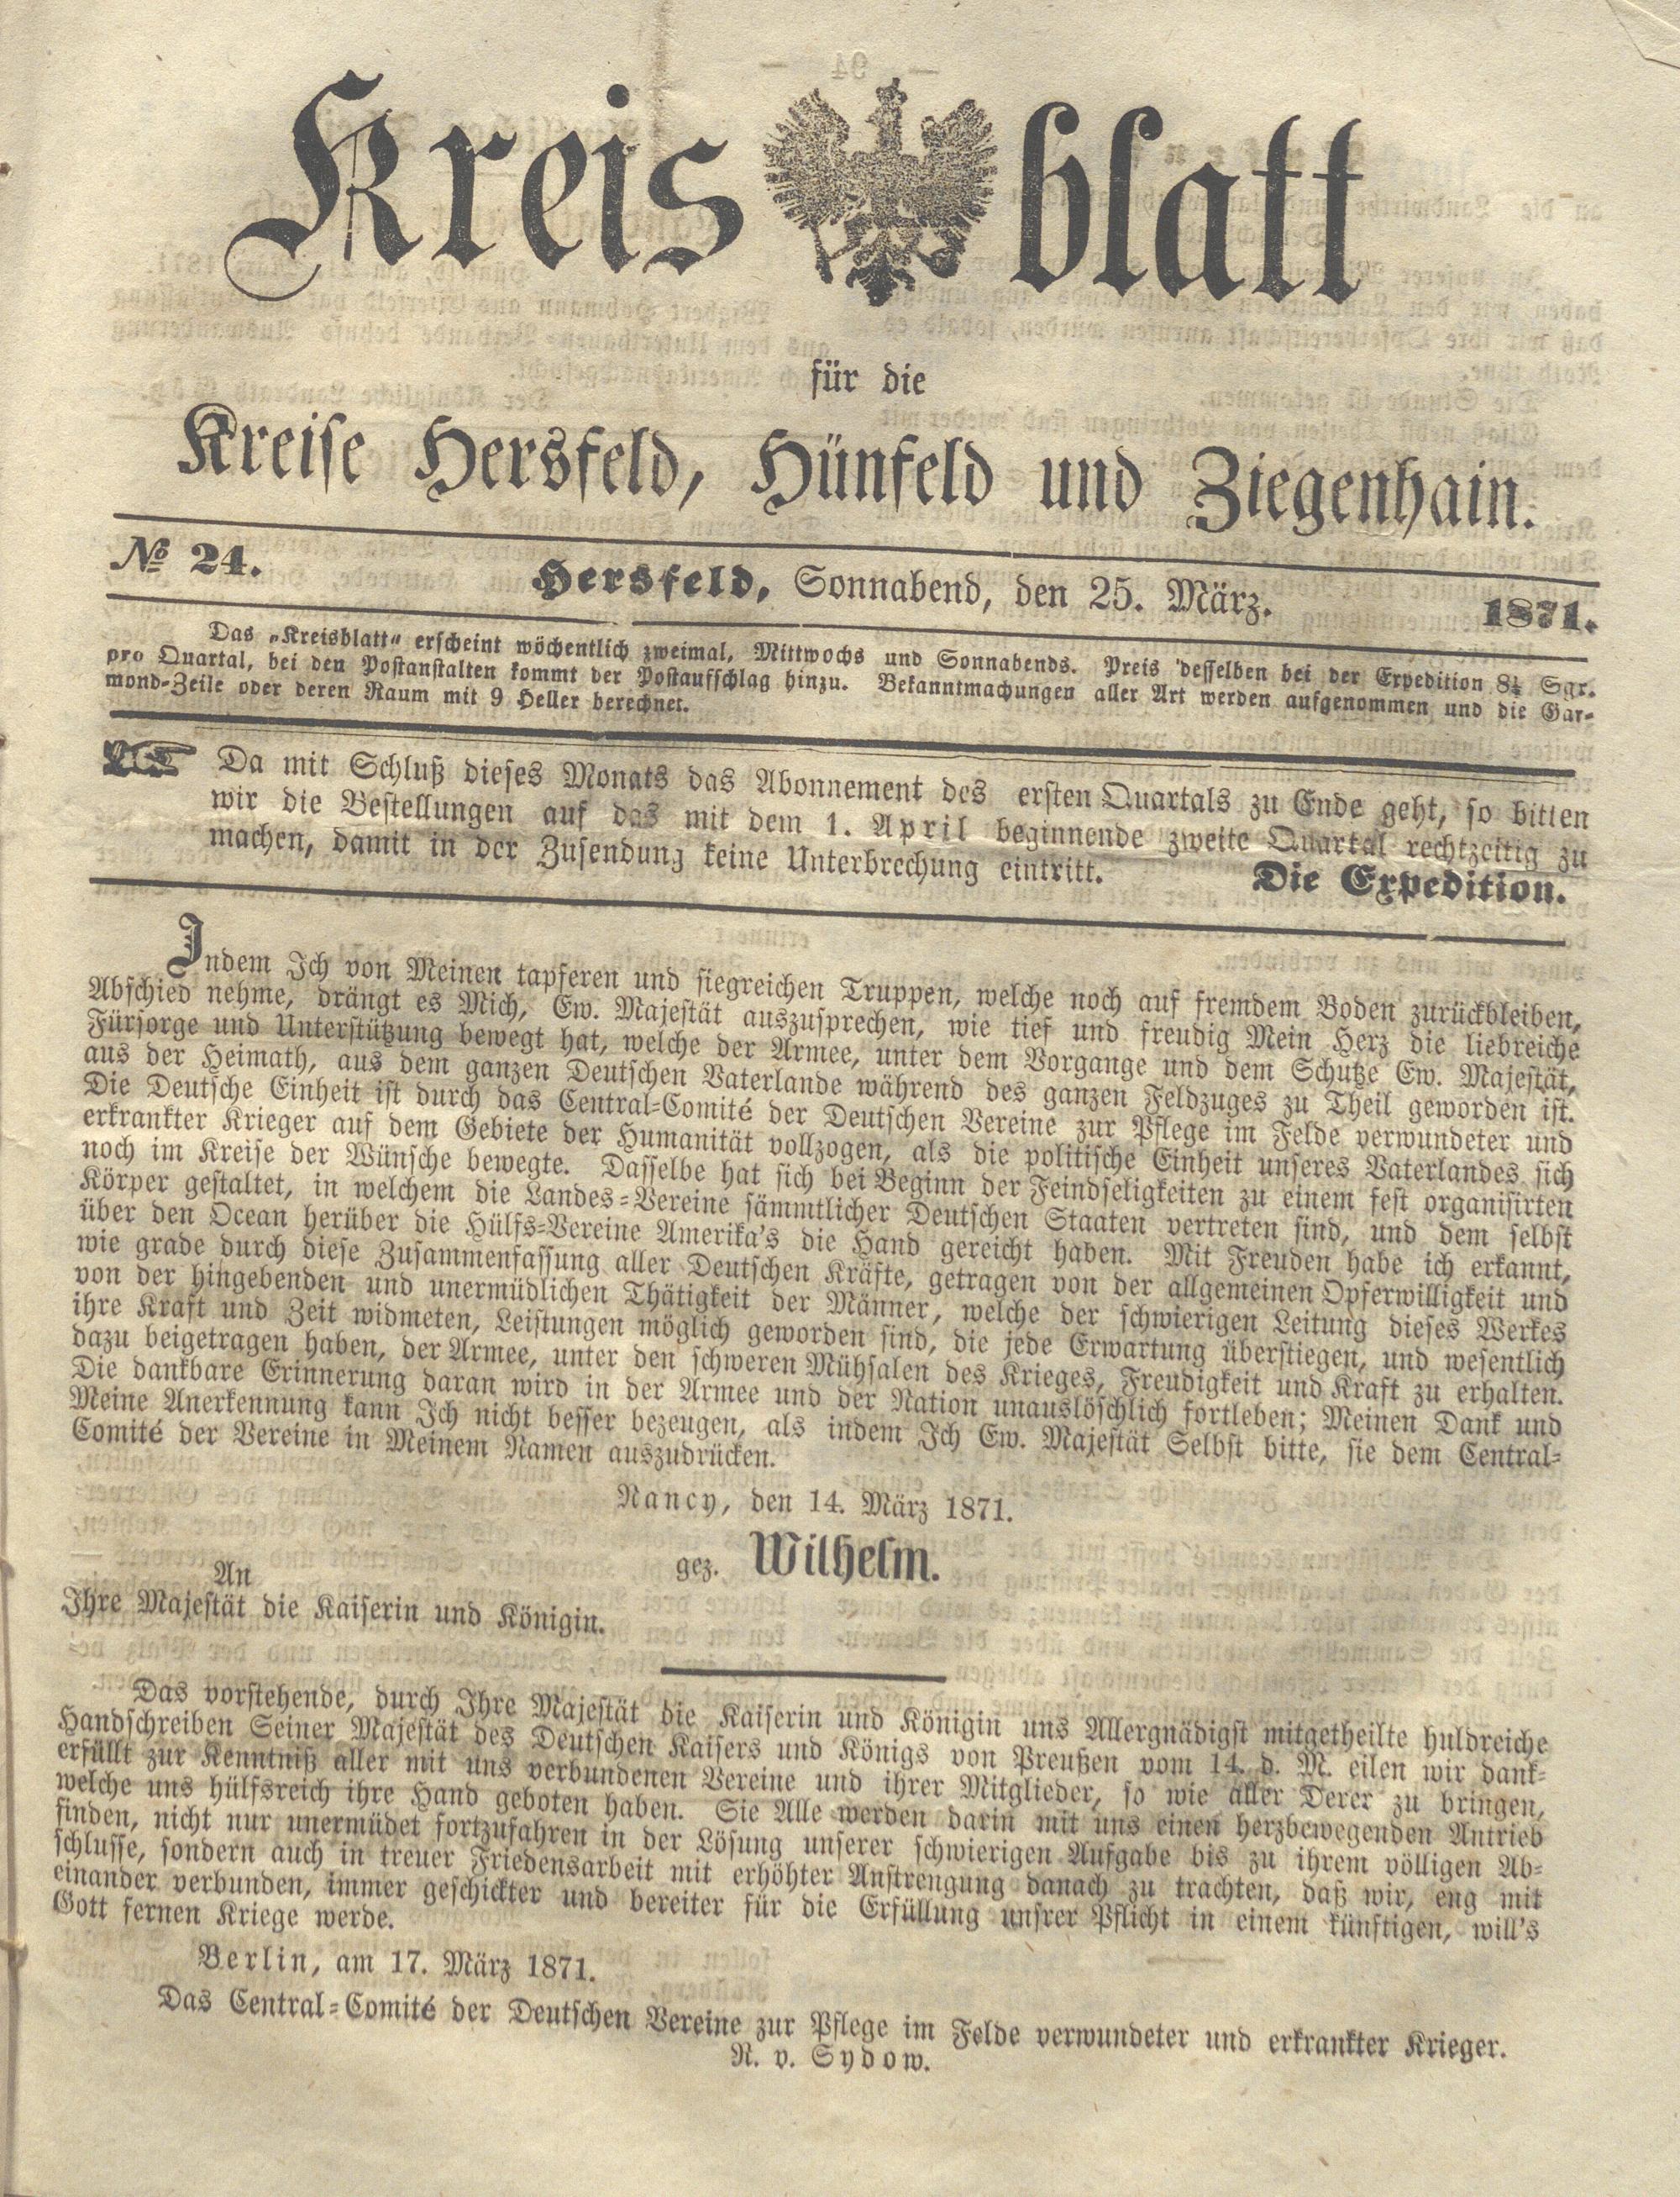 Kreisblatt
für die
Kreise Hersfeld, Hünfeld und Ziegenhain.
№ 24. Hersfeld, Sonnabend, den 25. März. 1871.
Das „Kreisblatt“ erscheint wöchentlich zweimal, Mittwochs und Sonnabends. Preis desselben bei der Expedition 8¼ Sgr.
pro Quartal, bei den Postanstalten kommt der Postaufschlag hinzu. Bekanntmachungen aller Art werden aufgenommen und die Gar-
mond-Zeile oder deren Raum mit 9 Heller berechnet.
Da mit Schluß dieses Monats das Abonnement des ersten Quartals zu Ende geht, so bitten
wir die Bestellungen auf das mit dem 1. April beginnende zweite Quartal rechtzeitig zu
machen, damit in der Zusendung keine Unterbrechung eintritt. Die Expedition.
Indem Ich von Meinen tapferen und siegreichen Truppen, welche noch auf fremdem Boden zurückbleiben,
Abschied nehme, drängt es Mich, Ew. Majestät auszusprechen, wie tief und freudig Mein Herz die liebreiche
Fürsorge und Unterstützung bewegt hat, welche der Armee, unter dem Vorgange und dem Schutze Ew. Majestät,
aus der Heimath, aus dem ganzen Deutschen Vaterlande während des ganzen Feldzuges zu Theil geworden ist.
Die Deutsche Einheit ist durch das Central-Comité der Deutschen Vereine zur Pflege im Felde verwundeter und
erkrankter Krieger auf dem Gebiete der Humanität vollzogen, als die politische Einheit unseres Vaterlandes sich
noch im Kreise der Wünsche bewegte. Dasselbe hat sich bei Beginn der Feindseligkeiten zu einem fest organisirten
Körper gestaltet, in welchem die Landes-Vereine sämmtlicher Deutschen Staaten vertreten sind, und dem selbst
über den Ocean herüber die Hülfs-Vereine Amerika's die Hand gereicht haben. Mit Freuden habe ich erkannt,
wie grade durch diese Zusammenfassung aller Deutschen Kräfte, getragen von der allgemeinen Opferwilligkeit und
von der hingebenden und unermüdlichen Thätigkeit der Männer, welche der schwierigen Leitung dieses Werkes
ihre Kraft und Zeit widmeten, Leistungen möglich geworden sind, die jede Erwartung überstiegen, und wesentlich
dazu beigetragen haben, der Armee, unter den schweren Mühsalen des Krieges, Freudigkeit und Kraft zu erhalten.
Die dankbare Erinnerung daran wird in der Armee und der Nation unauslöschlich fortleben; Meinen Dank und
Meine Anerkennung kann Ich nicht besser bezeugen, als indem Ich Ew. Majestät Selbst bitte, sie dem Central-
Comité der Vereine in Meinem Namen auszudrücken.
Nancy, den 14. März 1871.
gez. Wilhelm.
An
Ihre Majestät die Kaiserin und Königin.
Das vorstehende, durch Ihre Majestät die Kaiserin und Königin uns Allergnädigst mitgetheilte huldreiche
Handschreiben Seiner Majestät des Deutschen Kaisers und Königs von Preußen vom 14. d. M. eilen wir dank-
erfüllt zur Kenntniß aller mit uns verbundenen Vereine und ihrer Mitglieder, so wie aller Derer zu bringen,
welche uns hülfsreich ihre Hand geboten haben. Sie Alle werden darin mit uns einen herzbewegenden Antrieb
finden, nicht nur unermüdet fortzufahren in der Lösung unserer schwierigen Aufgabe bis zu ihrem völligen Ab-
schlusse, sondern auch in treuer Friedensarbeit mit erhöhter Anstrengung danach zu trachten, daß wir, eng mit
einander verbunden, immer geschickter und bereiter für die Erfüllung unsrer Pflicht in einem künftigen, will's
Gott fernen Kriege werde.
Berlin, am 17. März 1871.
Das Central-Comité der Deutschen Vereine zur Pflege im Felde verwundeter und erkrankter Krieger.
R. v. Sydow.